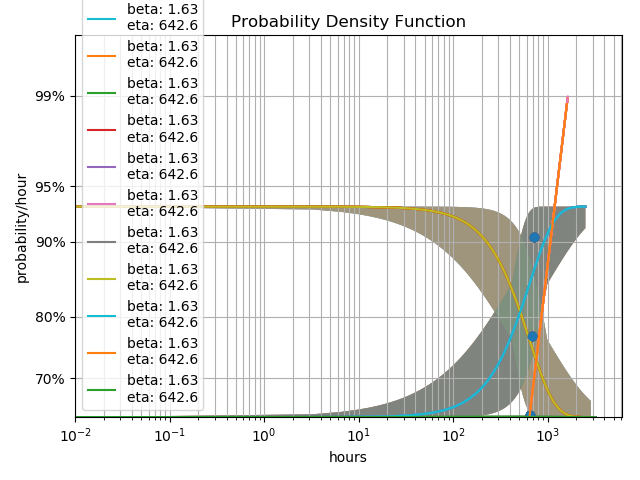 Probability Density Function
beta: 1.63
eta: 642.6
beta: 1.63
eta: 642.6
beta: 1.63
eta: 642.6
beta: 1.63
eta: 642.6
beta: 1.63
eta: 642.6
beta: 1.63
eta: 642.6
beta: 1.63
eta: 642.6
beta: 1.63
eta: 642.6
beta: 1.63
eta: 642.6
beta: 1.63
eta: 642.6
beta: 1.63
eta: 642.6
probability/hour
99%
95%
90%
80%
70%
10⁻² 10⁻¹ 10⁰ 10¹ 10² 10³
hours